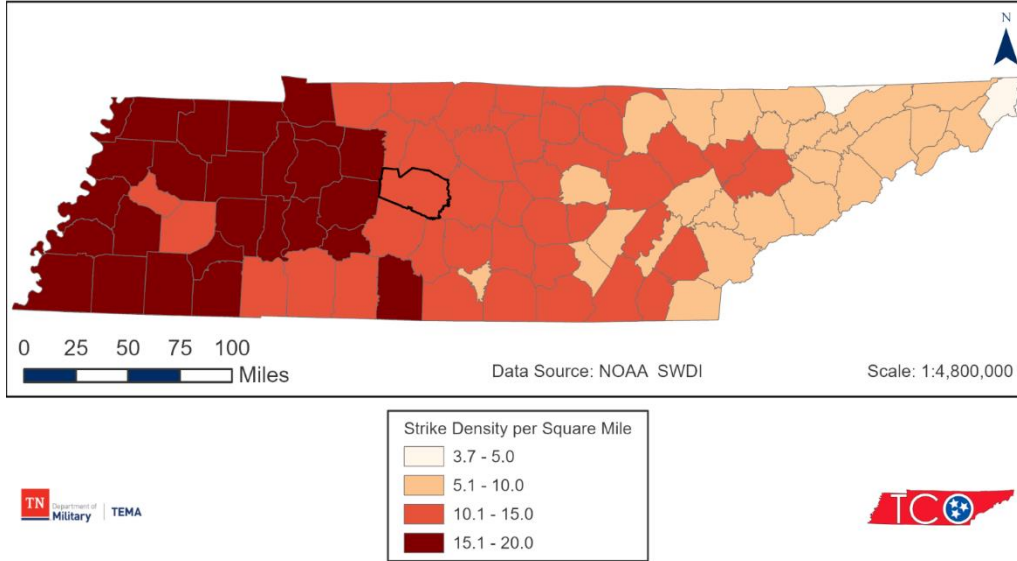 N
0 25 50 75 100
Miles
Data Source: NOAA SWDI
Scale: 1:4,800,000
Strike Density per Square Mile
3.7 - 5.0
5.1 - 10.0
10.1 - 15.0
15.1 - 20.0
TN
Department of
Military
TEMA
TCO